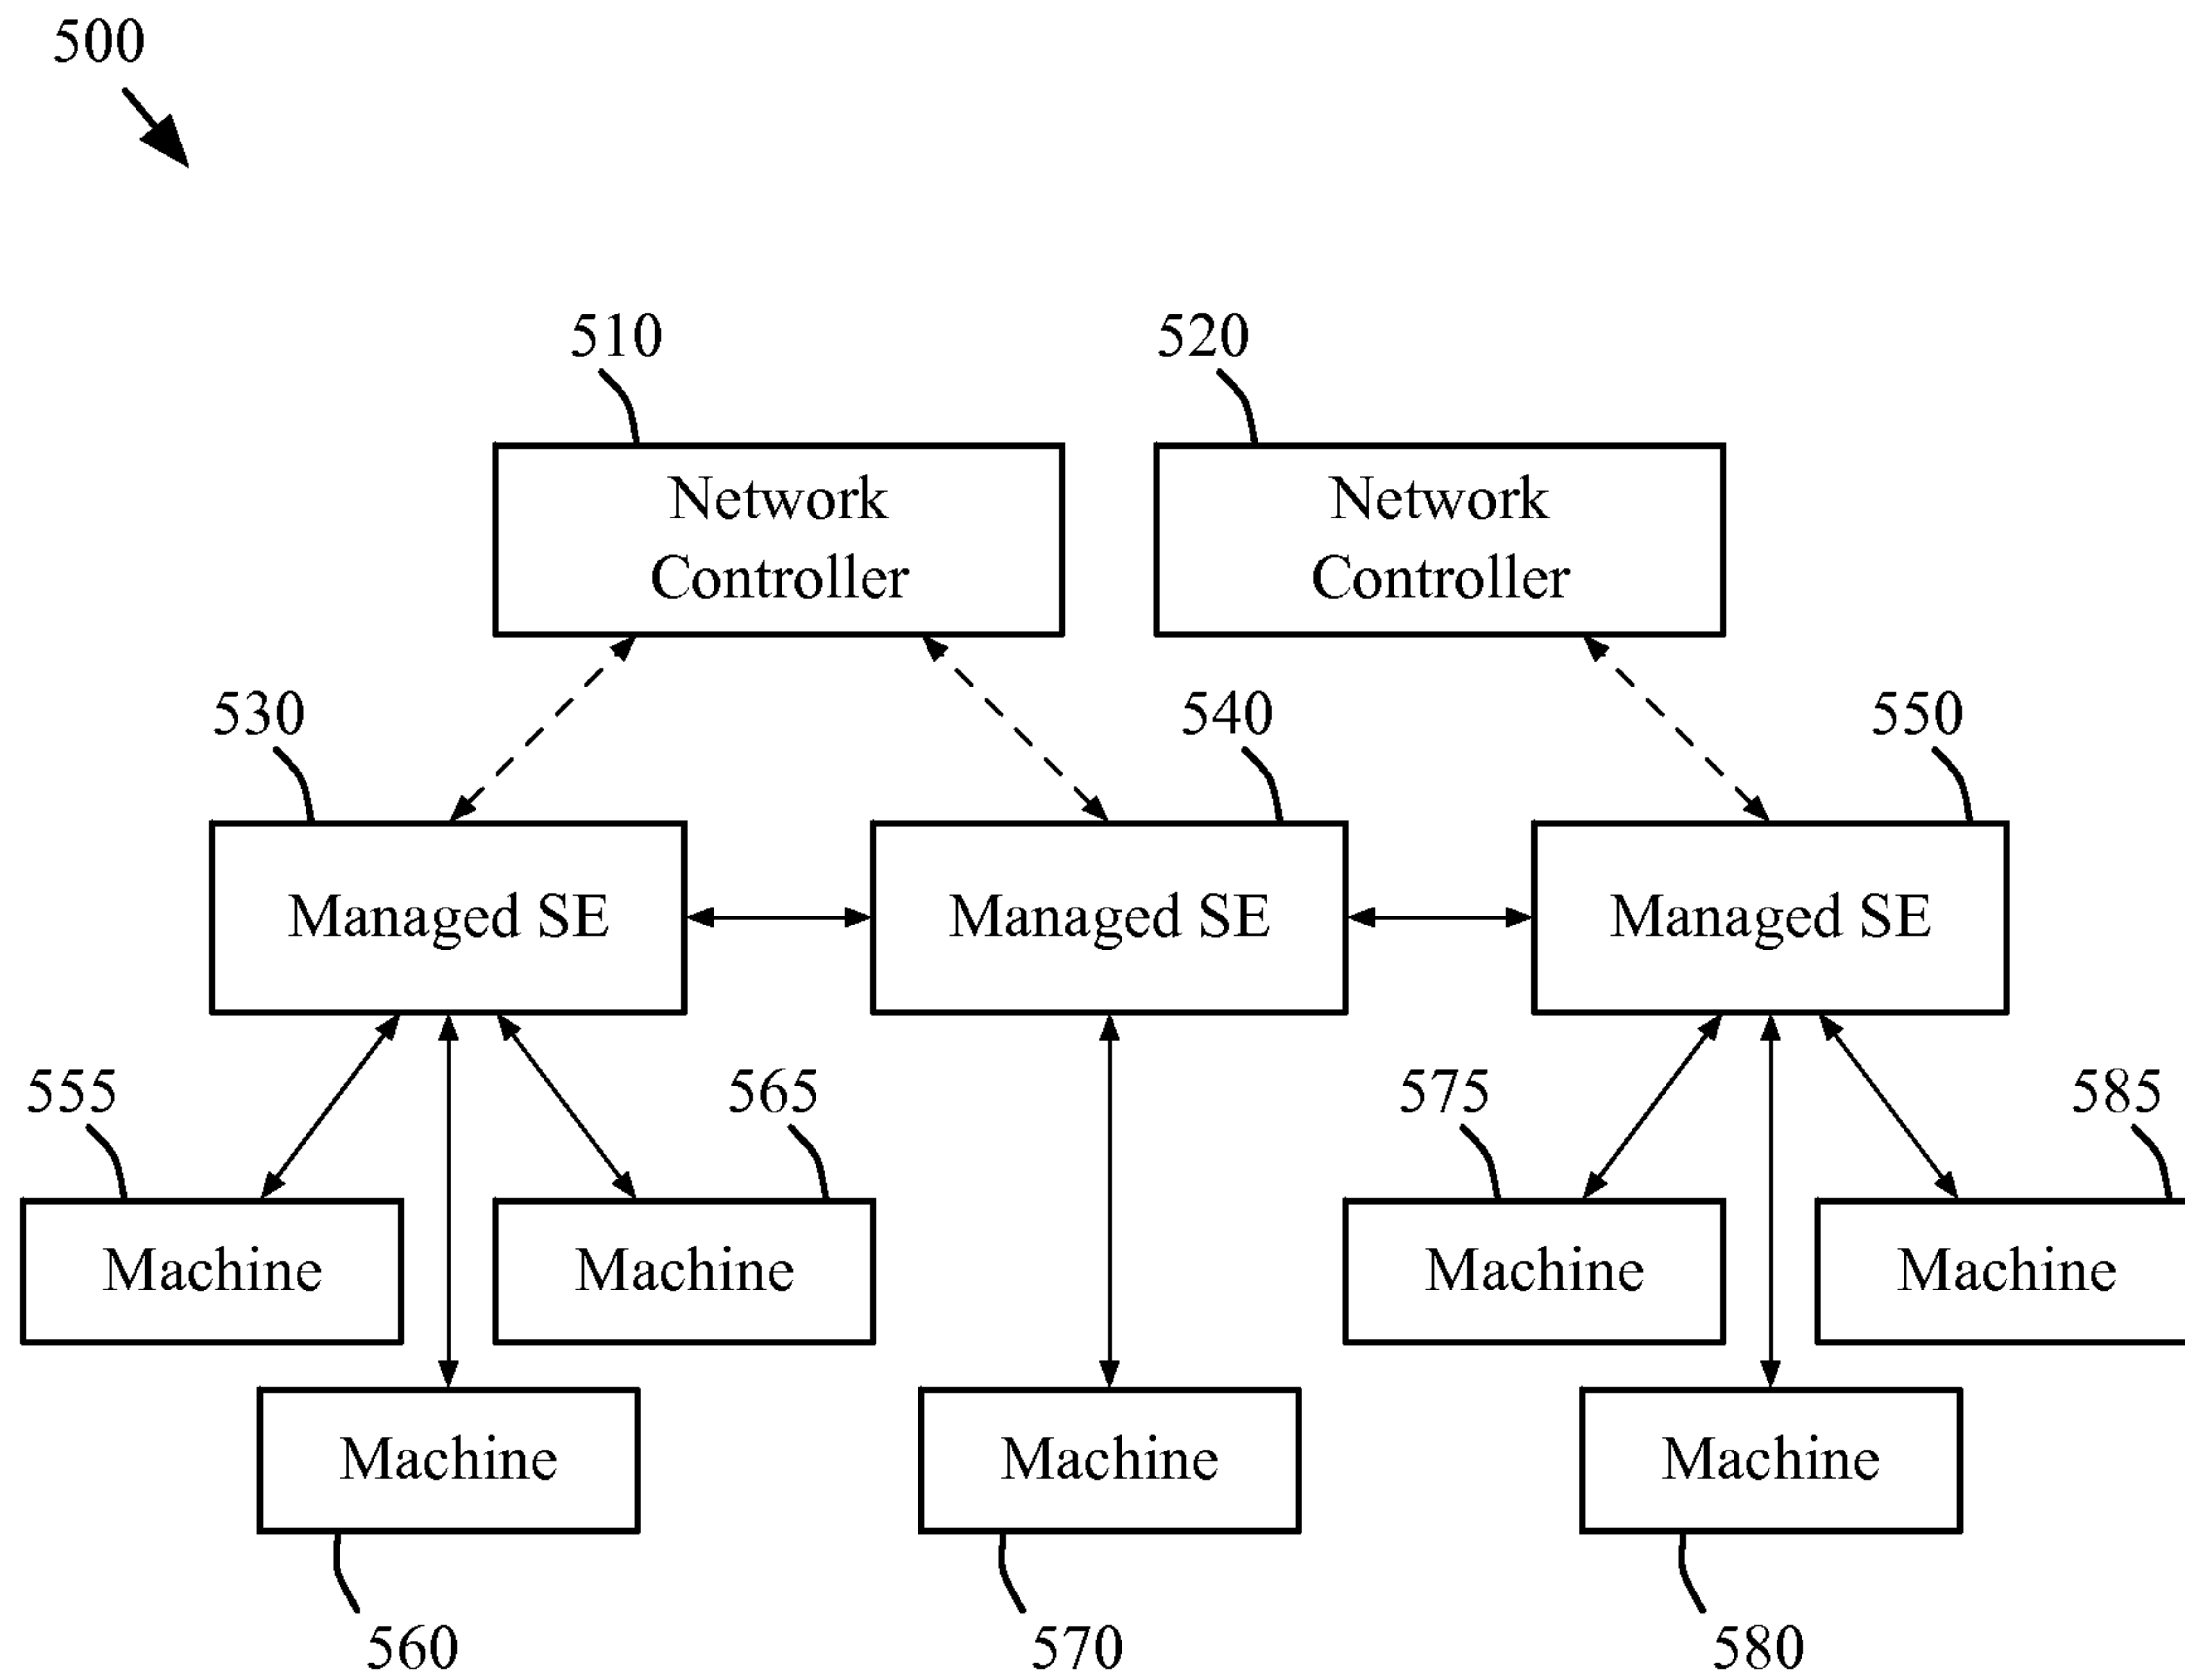 500
510
520
Network
Controller
Network
Controller
530
540
550
Managed SE
Managed SE
Managed SE
555
565
575
585
Machine
Machine
Machine
Machine
Machine
Machine
Machine
560
570
580